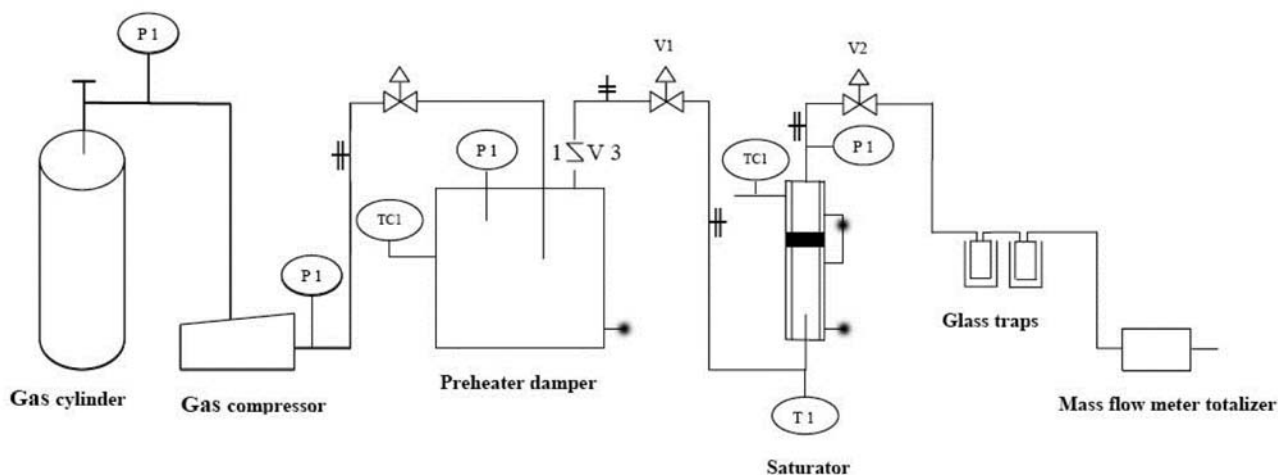 P 1
V1
V2
P 1
1 V 3
P 1
TC1
TC1
P 1
Glass traps
Preheater damper
Gas cylinder
Gas compressor
Mass flow meter totalizer
T 1
Saturator